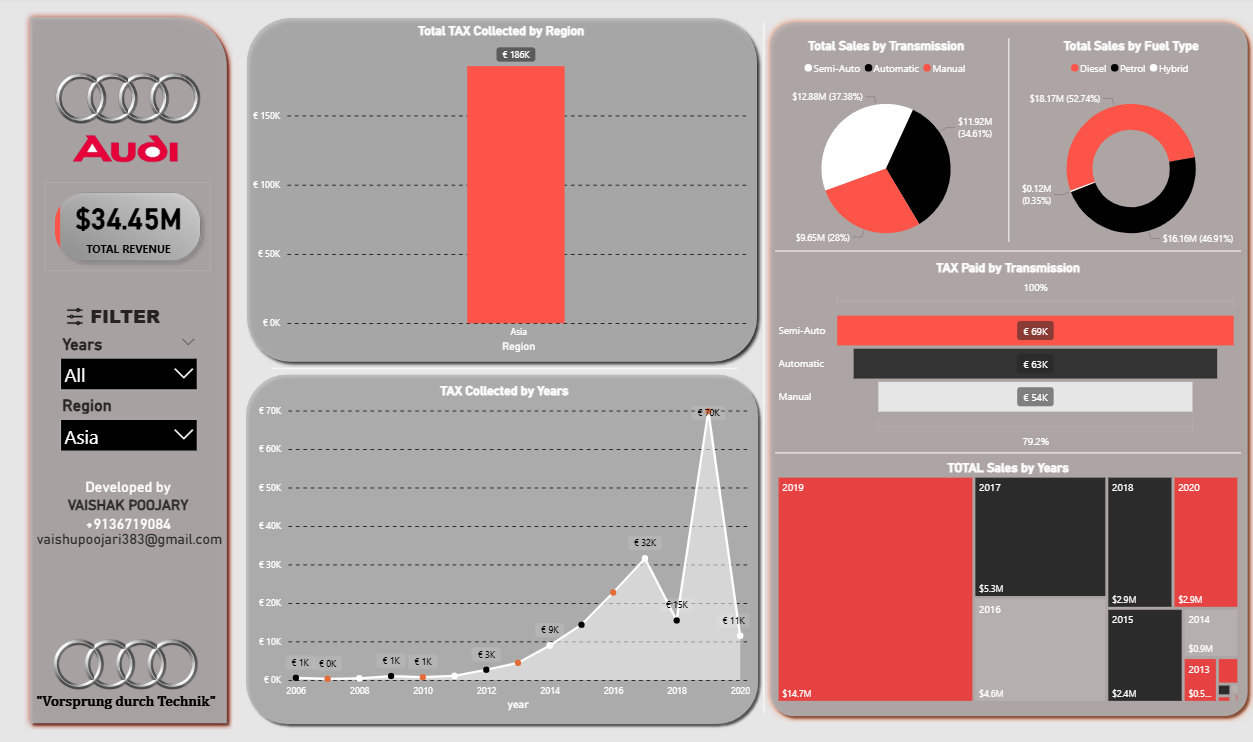 Audi
$34.45M
TOTAL REVENUE
FILTER
Years
All
Region
Asia
Developed by
VAISHAK POOJARY
+9136719084
vaishupoojari383@gmail.com
"Vorsprung durch Technik"
Total TAX Collected by Region
€ 186K
€ 150K
€ 100K
€ 50K
€ 0K
Asia
Region
TAX Collected by Years
€ 70K
€ 60K
€ 50K
€ 40K
€ 30K
€ 20K
€ 10K
€ 0K
€ 1K
€ 0K
€ 1K
€ 1K
€ 3K
€ 9K
€ 32K
€ 15K
€ 70K
€ 11K
2006
2008
2010
2012
2014
2016
2018
2020
year
Total Sales by Transmission
Semi-Auto Automatic Manual
$12.88M (37.38%)
$11.92M
(34.61%)
$9.65M (28%)
Total Sales by Fuel Type
Diesel Petrol Hybrid
$18.17M (52.74%)
$0.12M
(0.35%)
$16.16M (46.91%)
TAX Paid by Transmission
100%
Semi-Auto
€ 69K
Automatic
€ 63K
Manual
€ 54K
79.2%
TOTAL Sales by Years
2019
$14.7M
2017
$5.3M
2016
$4.6M
2018
$2.9M
2020
$2.9M
2015
$2.4M
2014
$0.9M
2013
$0.5...